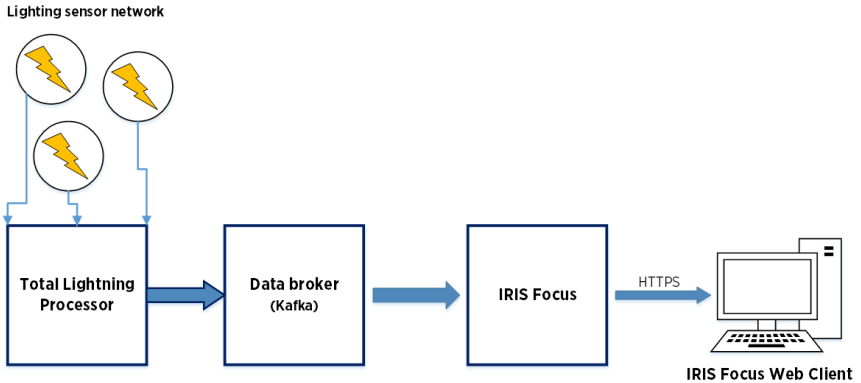 Lighting sensor network
Total Lightning
Processor
Data broker
(Kafka)
IRIS Focus
HTTPS
IRIS Focus Web Client